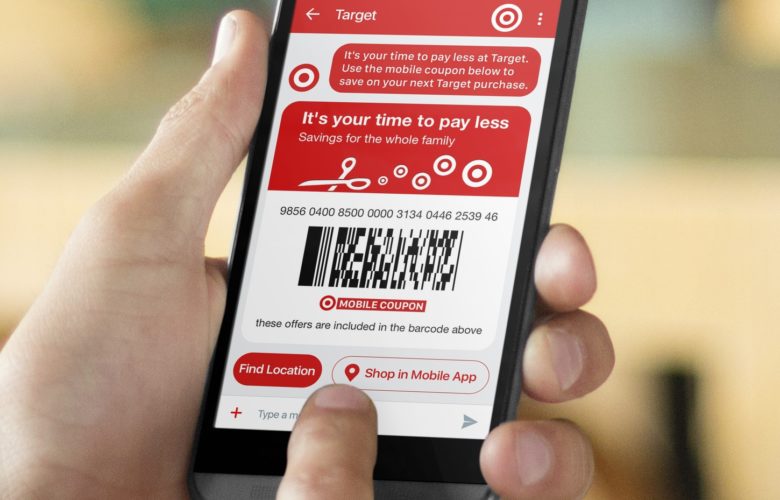 Target
It's your time to pay less at Target.
Use the mobile coupon below to
save on your next Target purchase.
It's your time to pay less
Savings for the whole family
9856 0400 8500 0000 3134 0446 2539 46
MOBILE COUPON
these offers are included in the barcode above
Find Location
Shop in Mobile App
Type a